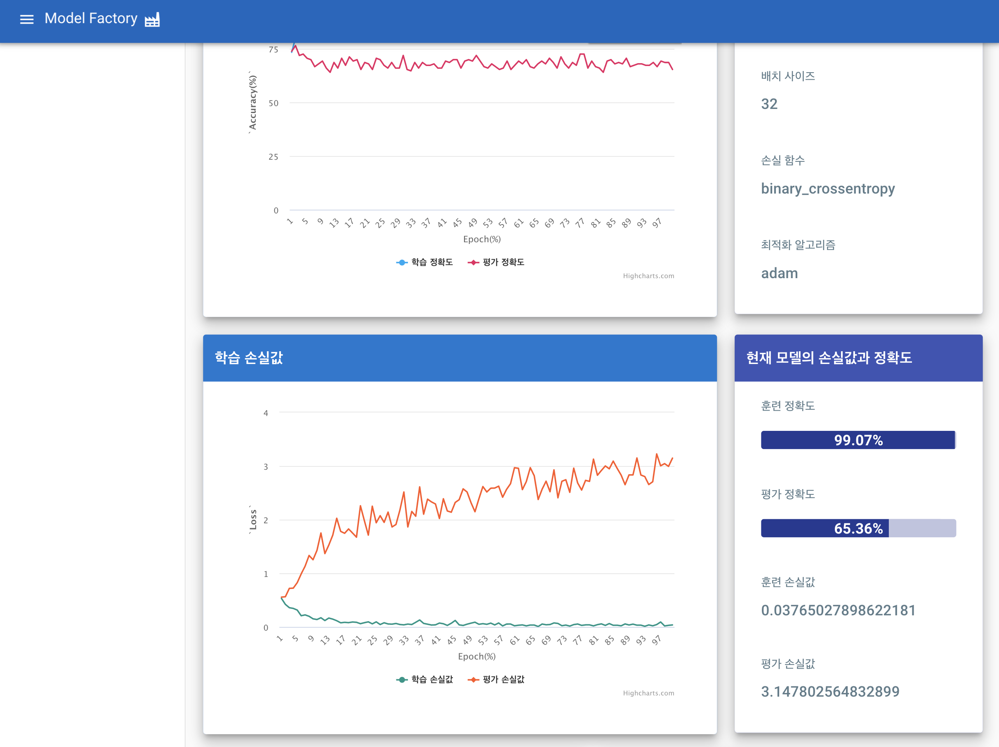 Model Factory
75
50
25
0
`Accuracy(%)`
1 5 9 13 17 21 25 29 33 37 41 45 49 53 57 61 65 69 73 77 81 85 89 93 97
Epoch(%)
학습 정확도 평가 정확도
Highcharts.com
배치 사이즈
32
손실 함수
binary_crossentropy
최적화 알고리즘
adam
학습 손실값
4
3
2
1
0
`Loss`
1 5 9 13 17 21 25 29 33 37 41 45 49 53 57 61 65 69 73 77 81 85 89 93 97
Epoch(%)
학습 손실값 평가 손실값
Highcharts.com
현재 모델의 손실값과 정확도
훈련 정확도
99.07%
평가 정확도
65.36%
훈련 손실값
0.03765027898622181
평가 손실값
3.147802564832899